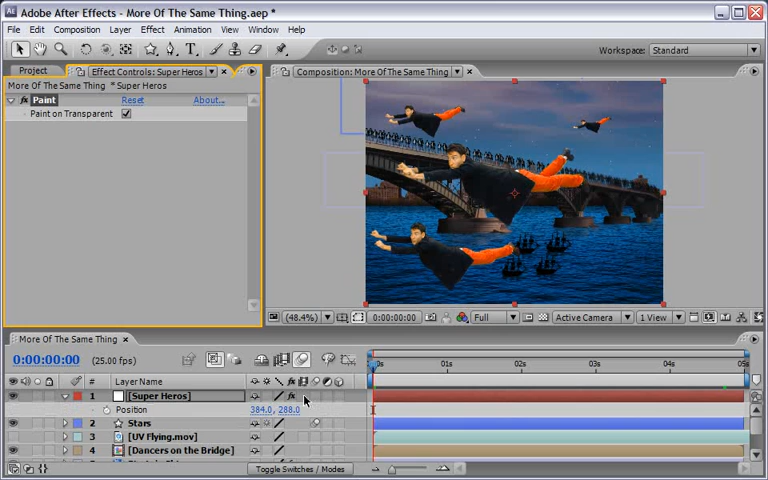 Adobe After Effects - More Of The Same Thing.aep *
File Edit Composition Layer Effect Animation View Window Help
Workspace: Standard
Project Effect Controls: Super Heros
Composition: More Of The Same Thing
More Of The Same Thing * Super Heros
Paint Reset About...
Paint on Transparent
(48.4%) 0:00:00:00 Full Active Camera 1 View
More Of The Same Thing
0:00:00:00 (25.00 fps)
0s 01s 02s 03s 04s 05s
# Layer Name
1 [Super Heros]
Position 384.0, 288.0
2 Stars
3 [UV Flying.mov]
4 [Dancers on the Bridge]
Toggle Switches / Modes